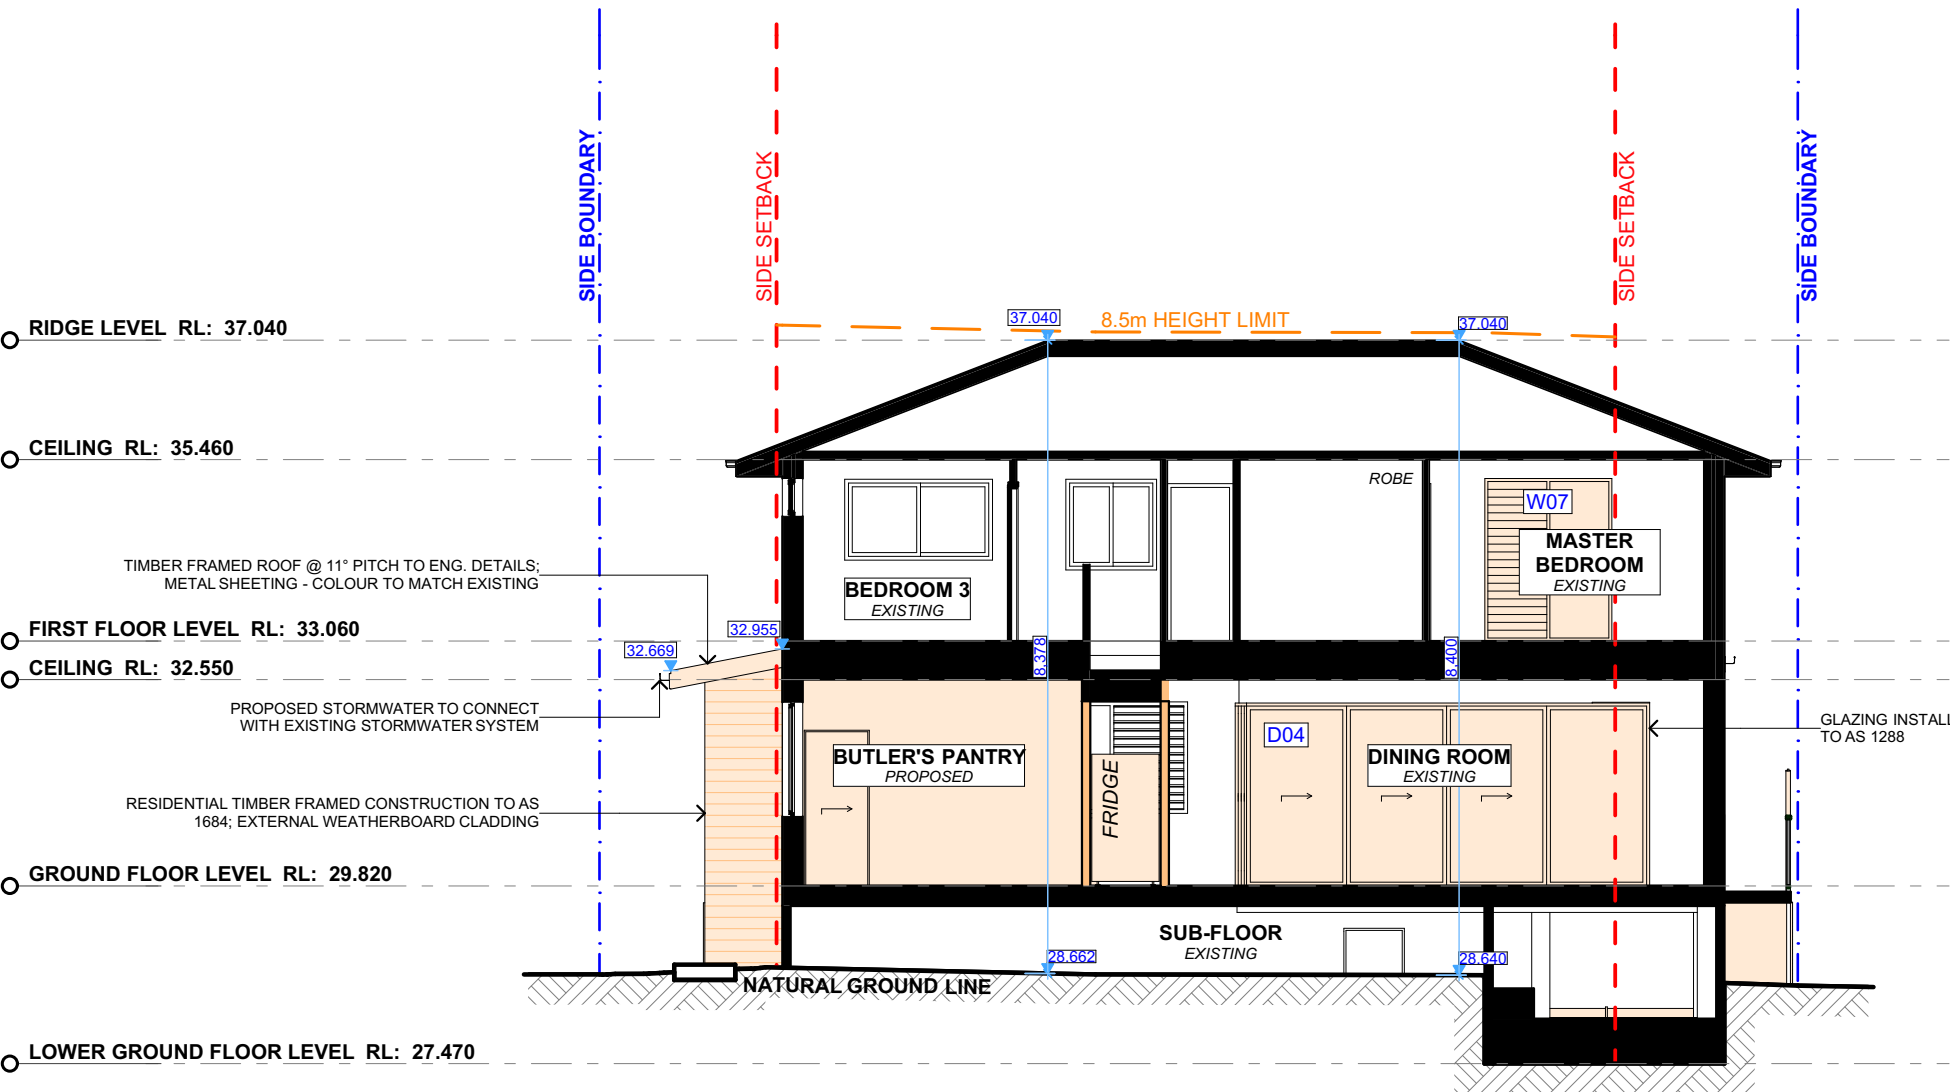 SIDE BOUNDARY
SIDE SETBACK
SIDE SETBACK
SIDE BOUNDARY
RIDGE LEVEL RL: 37.040
37.040
8.5m HEIGHT LIMIT
37.040
CEILING RL: 35.460
ROBE
W07
MASTER
BEDROOM
EXISTING
TIMBER FRAMED ROOF @ 11° PITCH TO ENG. DETAILS;
METAL SHEETING - COLOUR TO MATCH EXISTING
BEDROOM 3
EXISTING
FIRST FLOOR LEVEL RL: 33.060
32.955
32.669
8.378
8.400
CEILING RL: 32.550
PROPOSED STORMWATER TO CONNECT
WITH EXISTING STORMWATER SYSTEM
GLAZING INSTALL
TO AS 1288
D04
BUTLER'S PANTRY
PROPOSED
FRIDGE
DINING ROOM
EXISTING
RESIDENTIAL TIMBER FRAMED CONSTRUCTION TO AS
1684; EXTERNAL WEATHERBOARD CLADDING
GROUND FLOOR LEVEL RL: 29.820
SUB-FLOOR
EXISTING
28.662
28.640
NATURAL GROUND LINE
LOWER GROUND FLOOR LEVEL RL: 27.470